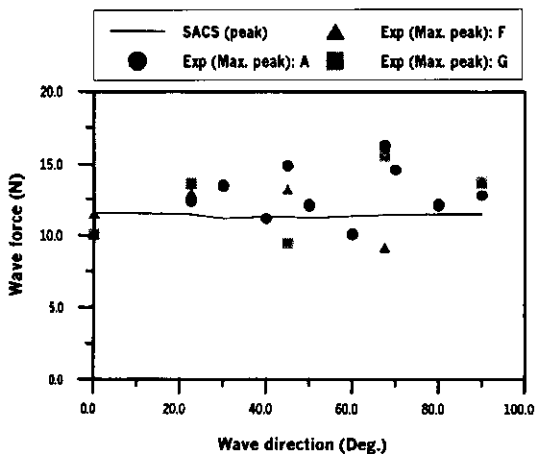 SACS (peak)
Exp (Max. peak): F
Exp (Max. peak): A
Exp (Max. peak): G
20.0
15.0
10.0
5.0
0.0
Wave force (N)
0.0 20.0 40.0 60.0 80.0 100.0
Wave direction (Deg.)